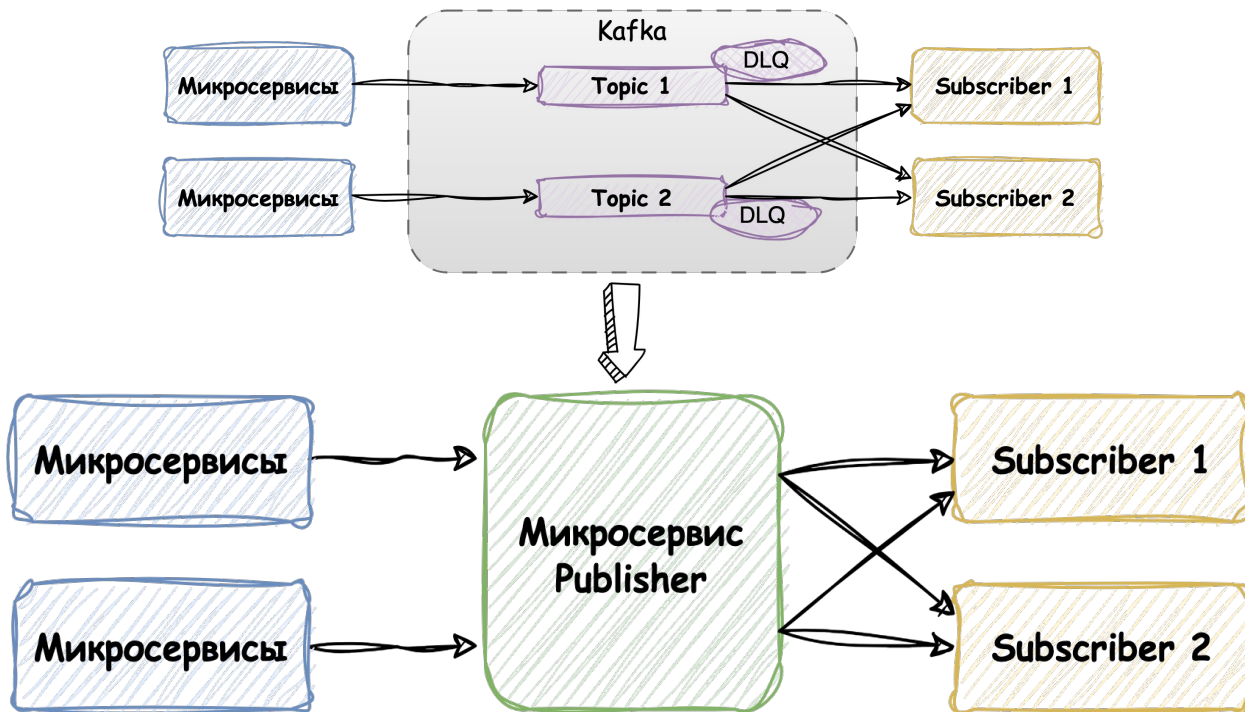 Kafka
DLQ
Микросервисы
Topic 1
Subscriber 1
Микросервисы
Topic 2
Subscriber 2
DLQ
Микросервисы
Subscriber 1
Микросервис
Publisher
Микросервисы
Subscriber 2